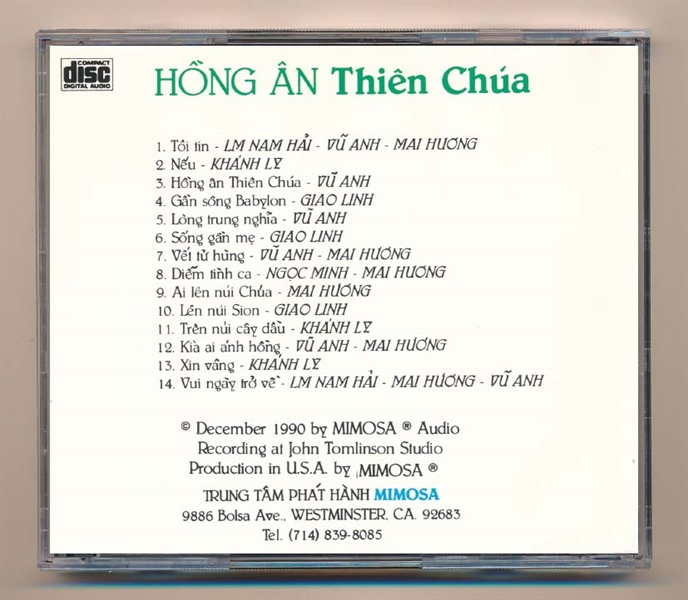 COMPACT
disc
DIGITAL AUDIO
HỒNG ÂN Thiên Chúa
1. Tôi tin - LM NAM HẢI - VŨ ANH - MAI HƯƠNG
2. Nếu - KHÁNH LY
3. Hồng ân Thiên Chúa - VŨ ANH
4. Gần sông Babylon - GIAO LINH
5. Lòng trung nghĩa - VŨ ANH
6. Sống gần mẹ - GIAO LINH
7. Vết tử hùng - VŨ ANH - MAI HƯƠNG
8. Diễm tình ca - NGỌC MINH - MAI HƯƠNG
9. Ai lên núi Chúa - MAI HƯƠNG
10. Lên núi Sion - GIAO LINH
11. Trên núi cây dầu - KHÁNH LY
12. Kìa ai ánh hồng - VŨ ANH - MAI HƯƠNG
13. Xin vâng - KHÁNH LY
14. Vui ngày trở về - LM NAM HẢI - MAI HƯƠNG - VŨ ANH
© December 1990 by MIMOSA ® Audio
Recording at John Tomlinson Studio
Production in U.S.A. by MIMOSA ®
TRUNG TÂM PHÁT HÀNH MIMOSA
9886 Bolsa Ave., WESTMINSTER, CA. 92683
Tel. (714) 839-8085